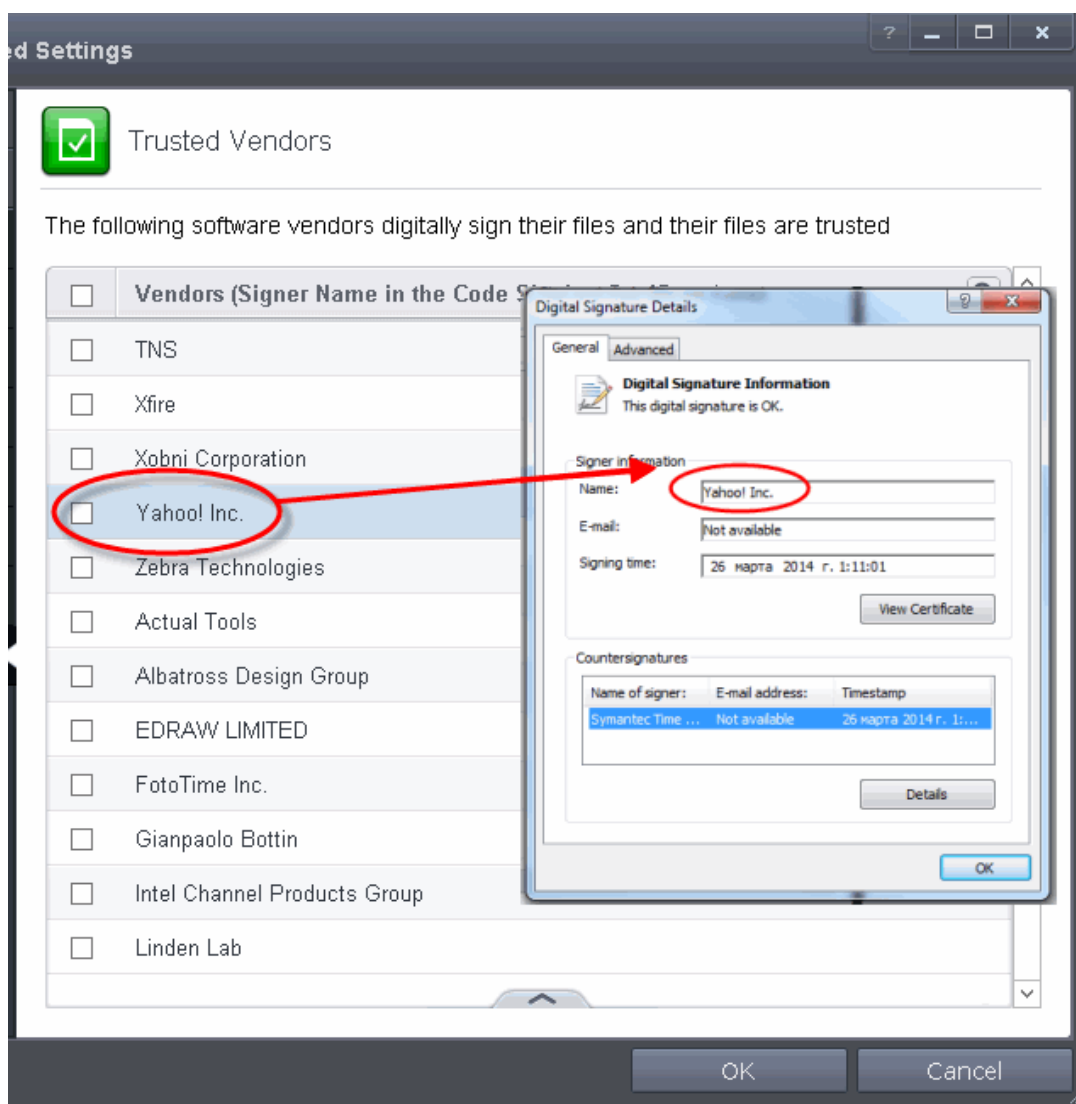 ed Settings
?
Trusted Vendors
The following software vendors digitally sign their files and their files are trusted
Vendors (Signer Name in the Code
TNS
Xfire
Xobni Corporation
Yahoo! Inc.
Zebra Technologies
Actual Tools
Albatross Design Group
EDRAW LIMITED
FotoTime Inc.
Gianpaolo Bottin
Intel Channel Products Group
Linden Lab
Digital Signature Details
?
General Advanced
Digital Signature Information
This digital signature is OK.
Signer information
Name: Yahoo! Inc.
E-mail: Not available
Signing time: 26 марта 2014 г. 1:11:01
View Certificate
Countersignatures
Name of signer: E-mail address: Timestamp
Symantec Time ... Not available 26 марта 2014 г. 1:...
Details
OK
OK Cancel